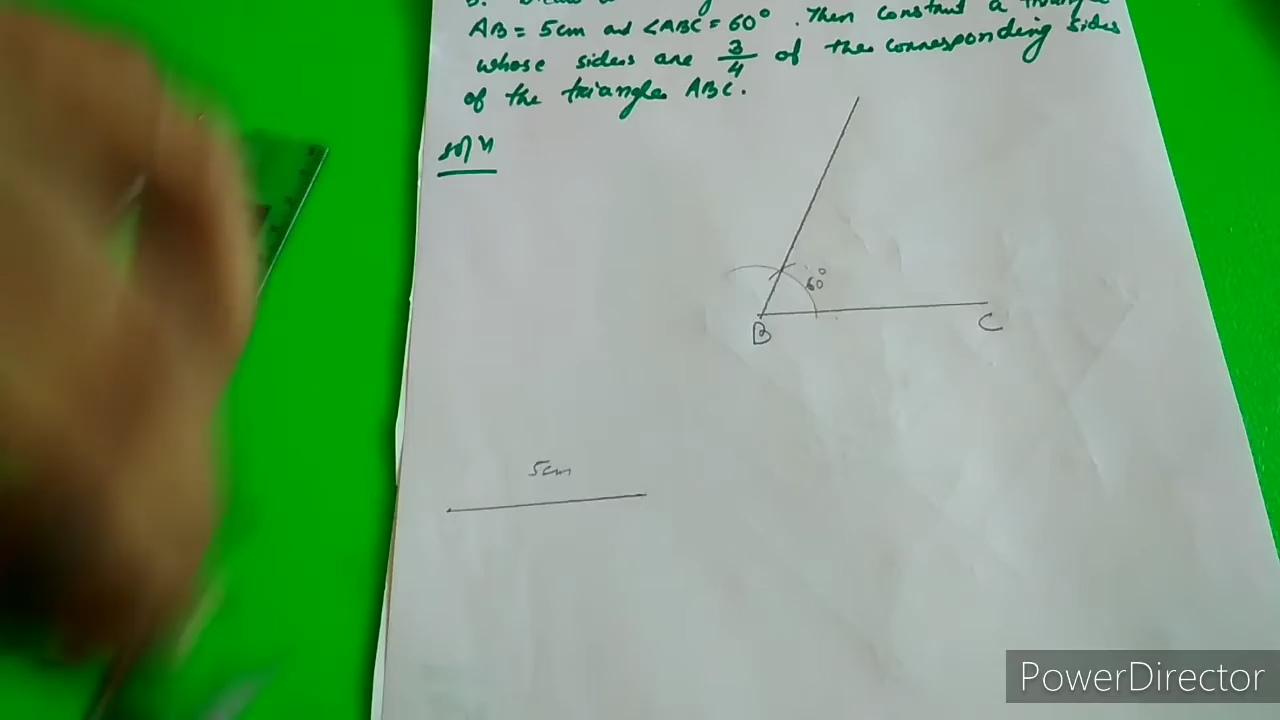 AB = 5cm and ∠ABC = 60°. Then construct a
whose sides are 3/4 of the corresponding sides
of the triangle ABC.
solⁿ
60°
B
C
5cm
PowerDirector